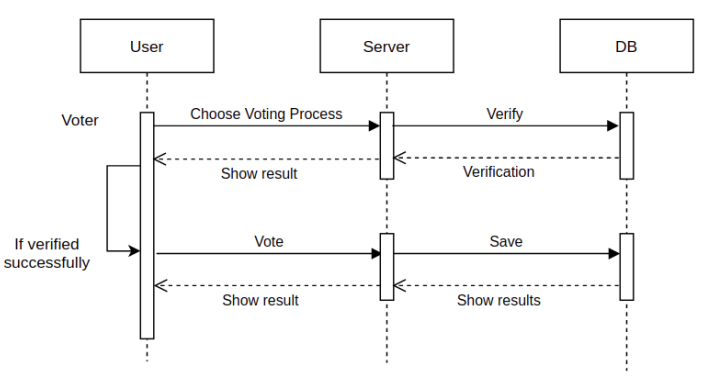 User
Server
DB
Voter
Choose Voting Process
Verify
Show result
Verification
If verified
successfully
Vote
Save
Show result
Show results